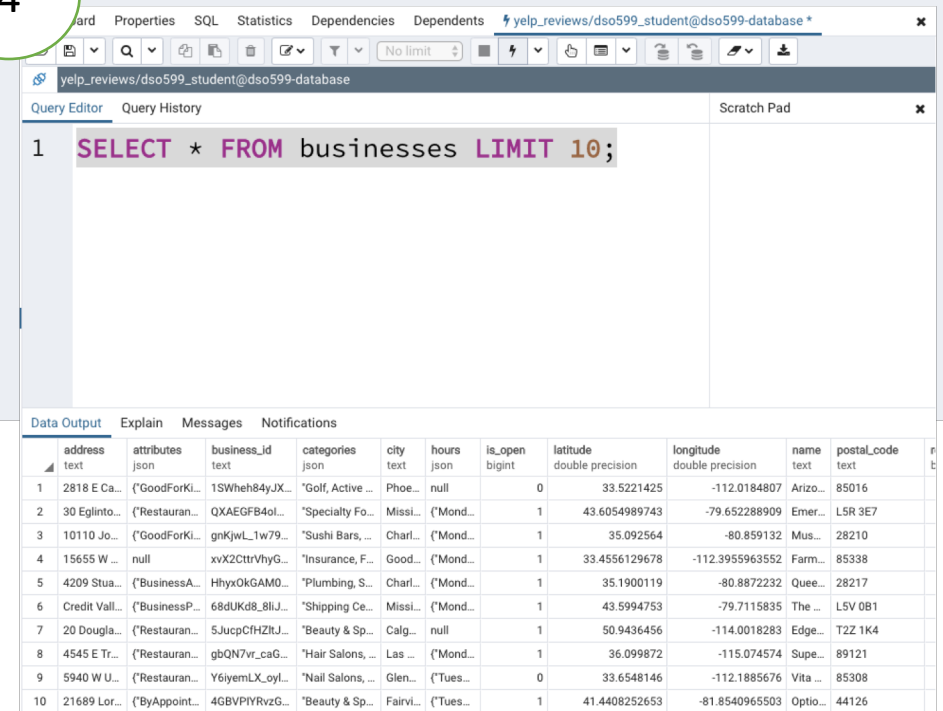 4
ard Properties SQL Statistics Dependencies Dependents yelp_reviews/dso599_student@dso599-database *
No limit
yelp_reviews/dso599_student@dso599-database
Query Editor Query History Scratch Pad
1 SELECT * FROM businesses LIMIT 10;
Data Output Explain Messages Notifications
address attributes business_id categories city hours is_open latitude longitude name postal_code
text json text json text json bigint double precision double precision text text
1 2818 E Ca... {"GoodForKi... 1SWheh84yJX... "Golf, Active ... Phoe... null 0 33.5221425 -112.0184807 Arizo... 85016
2 30 Eglinto... {"Restauran... QXAEGFB4oI... "Specialty Fo... Missi... {"Mond... 1 43.6054989743 -79.652288909 Emer... L5R 3E7
3 10110 Jo... {"GoodForKi... gnKjwL_1w79... "Sushi Bars, ... Charl... {"Mond... 1 35.092564 -80.859132 Mus... 28210
4 15655 W ... null xvX2CttrVhyG... "Insurance, F... Good... {"Mond... 1 33.4556129678 -112.3955963552 Farm... 85338
5 4209 Stua... {"BusinessA... HhyxOkGAM0... "Plumbing, S... Charl... {"Mond... 1 35.1900119 -80.8872232 Quee... 28217
6 Credit Vall... {"BusinessP... 68dUKd8_8liJ... "Shipping Ce... Missi... {"Mond... 1 43.5994753 -79.7115835 The ... L5V 0B1
7 20 Dougla... {"Restauran... 5JucpCfHZltJ... "Beauty & Sp... Calg... null 1 50.9436456 -114.0018283 Edge... T2Z 1K4
8 4545 E Tr... {"Restauran... gbQN7vr_caG... "Hair Salons, ... Las ... {"Mond... 1 36.099872 -115.074574 Supe... 89121
9 5940 W U... {"Restauran... Y6iyemLX_oyl... "Nail Salons, ... Glen... {"Tues... 0 33.6548146 -112.1885676 Vita ... 85308
10 21689 Lor... {"ByAppoint... 4GBVPIYRvzG... "Beauty & Sp... Fairvi... {"Tues... 1 41.4408252653 -81.8540965503 Optio... 44126